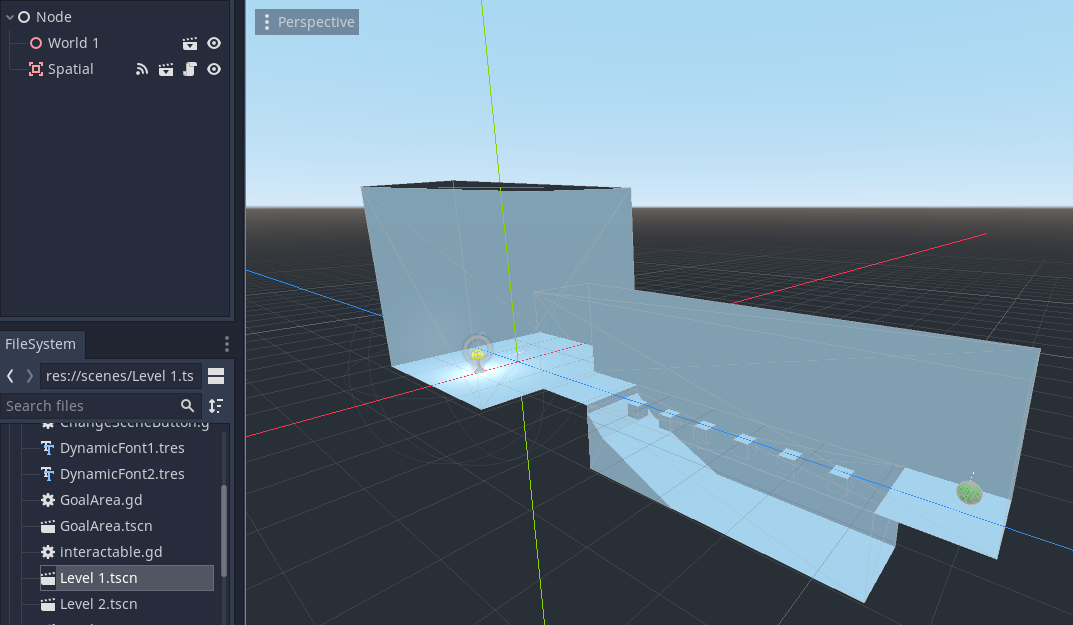 Node
World 1
Spatial
Perspective
FileSystem
res://scenes/Level 1.ts
Search files
ChangeSceneButton.g
DynamicFont1.tres
DynamicFont2.tres
GoalArea.gd
GoalArea.tscn
interactable.gd
Level 1.tscn
Level 2.tscn